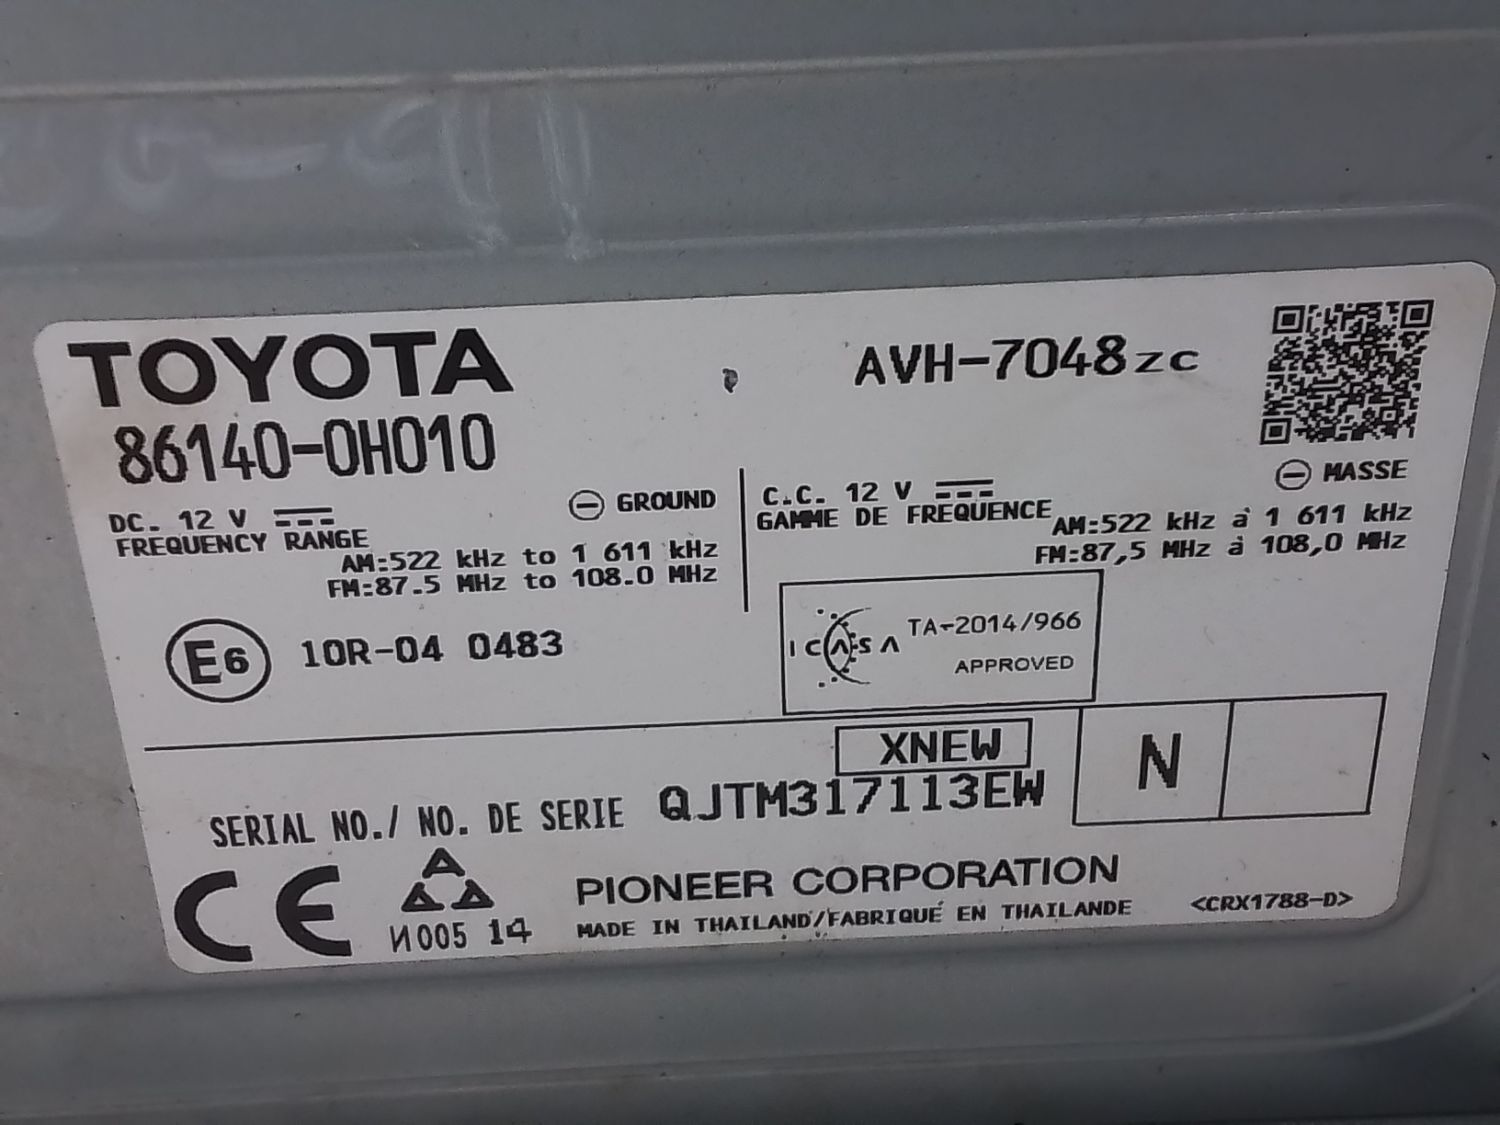 TOYOTA
86140-0H010
AVH-7048ZC
DC. 12 V
GROUND
FREQUENCY RANGE
AM:522 kHz to 1 611 kHz
FM:87.5 MHz to 108.0 MHz
C.C. 12 V
MASSE
GAMME DE FREQUENCE
AM:522 kHz à 1 611 kHz
FM:87,5 MHz à 108,0 MHz
E6 10R-04 0483
ICASA TA-2014/966
APPROVED
XNEW
N
SERIAL NO./ NO. DE SERIE QJTM317113EW
CE
И005 14
PIONEER CORPORATION
MADE IN THAILAND/FABRIQUÉ EN THAILANDE
<CRX1788-D>